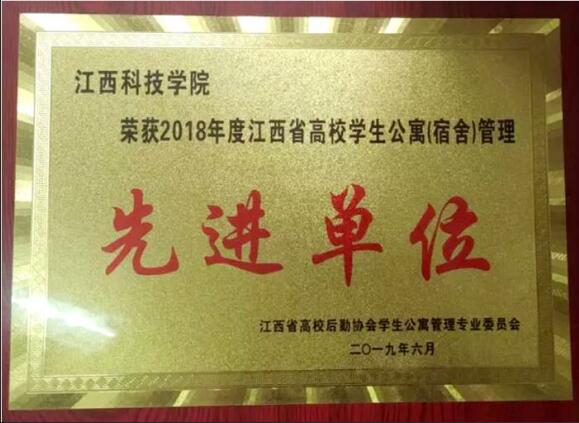 江西科技学院
荣获2018年度江西省高校学生公寓(宿舍)管理
先进单位
江西省高校后勤协会学生公寓管理专业委员会
二〇一九年六月